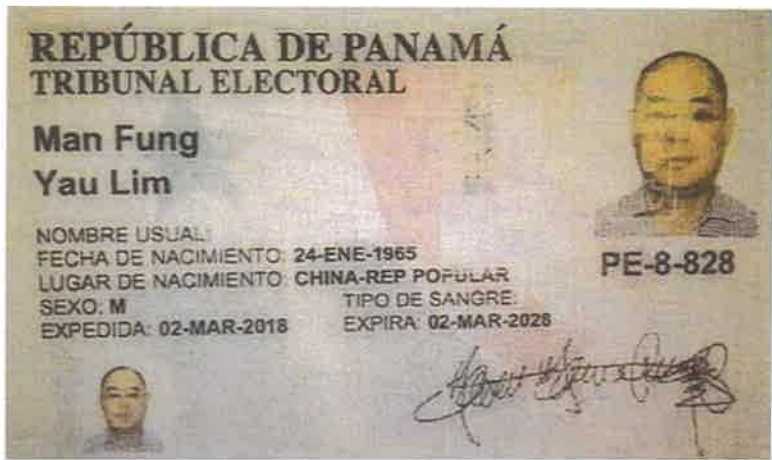 REPÚBLICA DE PANAMÁ
TRIBUNAL ELECTORAL
Man Fung
Yau Lim
NOMBRE USUAL:
FECHA DE NACIMIENTO: 24-ENE-1965
LUGAR DE NACIMIENTO: CHINA-REP POPULAR
SEXO: M TIPO DE SANGRE:
EXPEDIDA: 02-MAR-2018 EXPIRA: 02-MAR-2028
PE-8-828